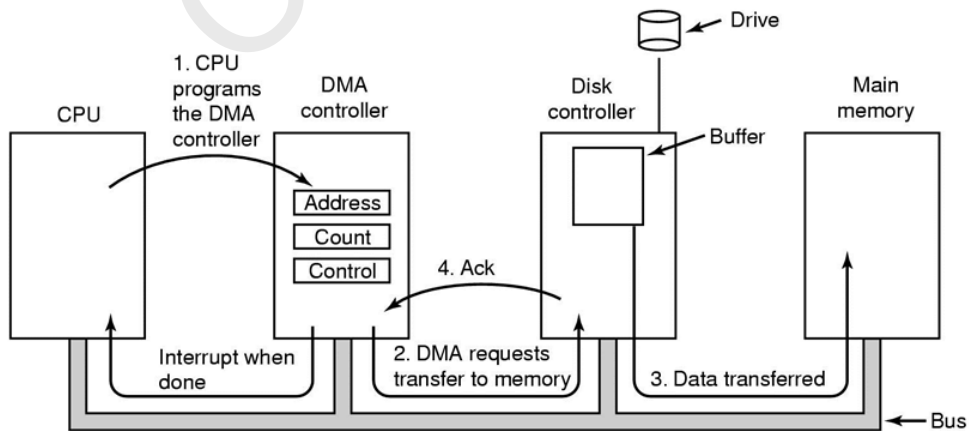 Drive
1. CPU
programs
the DMA
controller
CPU
DMA
controller
Disk
controller
Main
memory
Buffer
Address
Count
Control
4. Ack
Interrupt when
done
2. DMA requests
transfer to memory
3. Data transferred
Bus